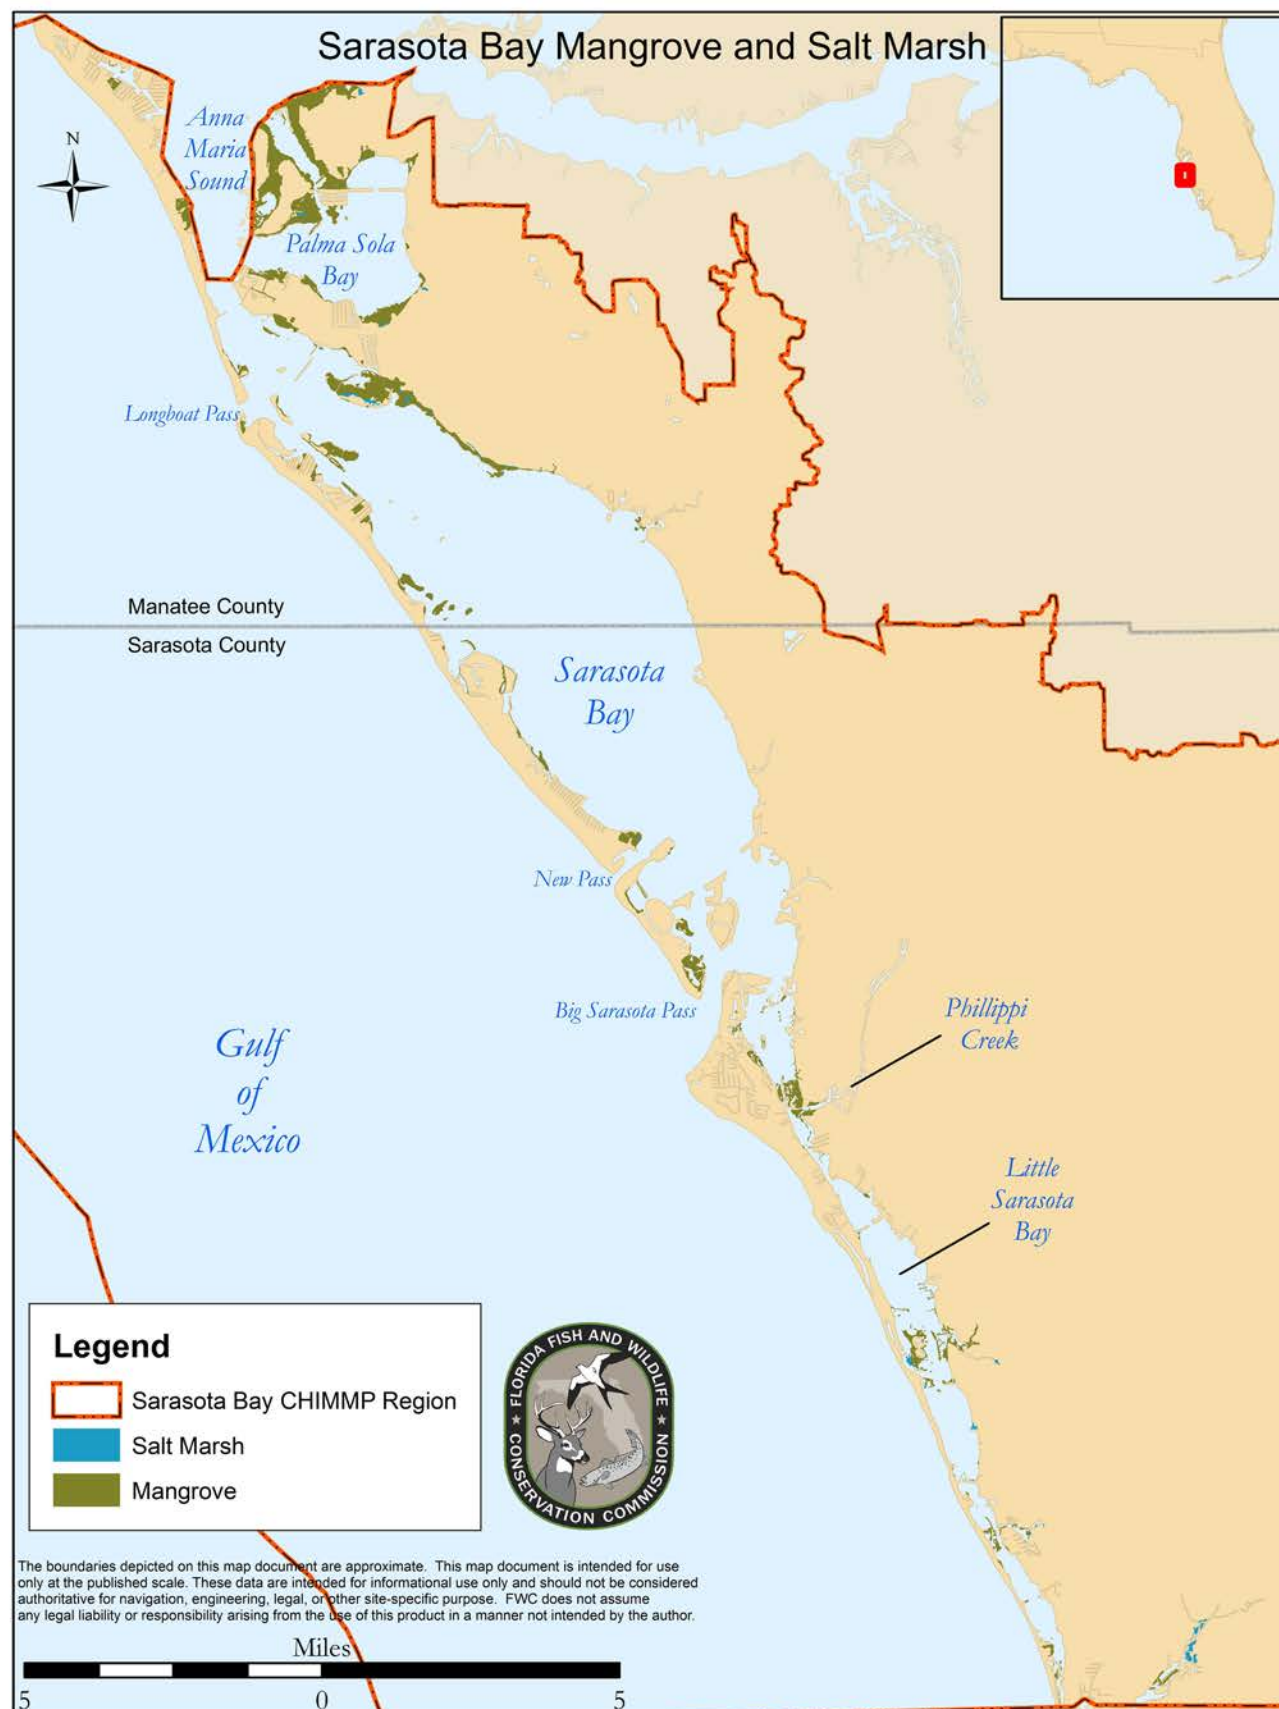 Sarasota Bay Mangrove and Salt Marsh
Anna
Maria
Sound
N
Palma Sola
Bay
Longboat Pass
Manatee County
Sarasota County
Sarasota
Bay
New Pass
Big Sarasota Pass
Phillippi
Creek
Gulf
of
Mexico
Little
Sarasota
Bay
Legend
Sarasota Bay CHIMMP Region
Salt Marsh
Mangrove
FLORIDA FISH AND WILDLIFE
CONSERVATION COMMISSION
The boundaries depicted on this map document are approximate. This map document is intended for use
only at the published scale. These data are intended for informational use only and should not be considered
authoritative for navigation, engineering, legal, or other site-specific purpose. FWC does not assume
any legal liability or responsibility arising from the use of this product in a manner not intended by the author.
Miles
5 0 5